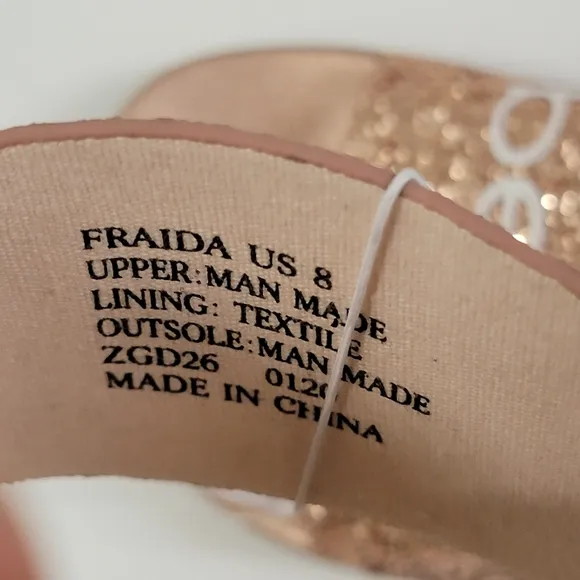 FRAIDA US 8
UPPER: MAN MADE
LINING: TEXTILE
OUTSOLE: MAN MADE
ZGD26
MADE IN CHINA